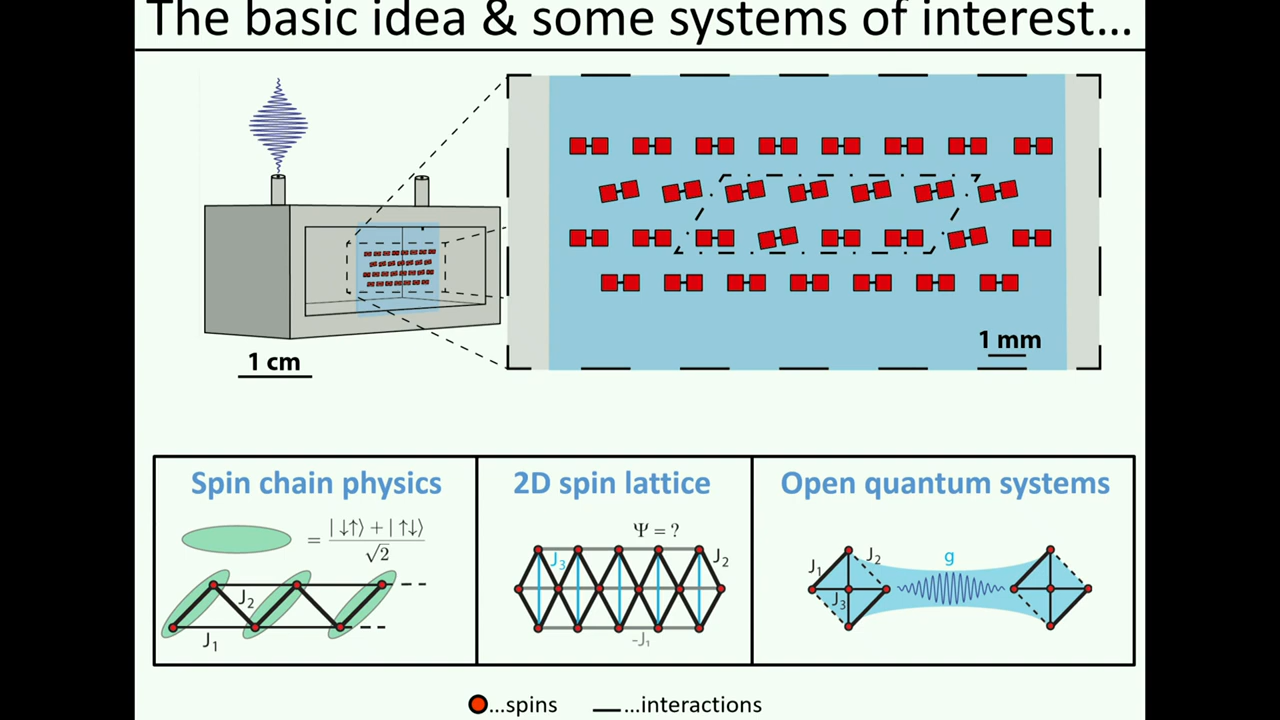 The basic idea & some systems of interest...
1 cm
1 mm
Spin chain physics
= |↓↑⟩ + |↑↓⟩ / √2
J₂
J₁
2D spin lattice
Ψ = ?
J₃
J₂
-J₁
Open quantum systems
J₁
J₂
J₃
g
...spins
...interactions